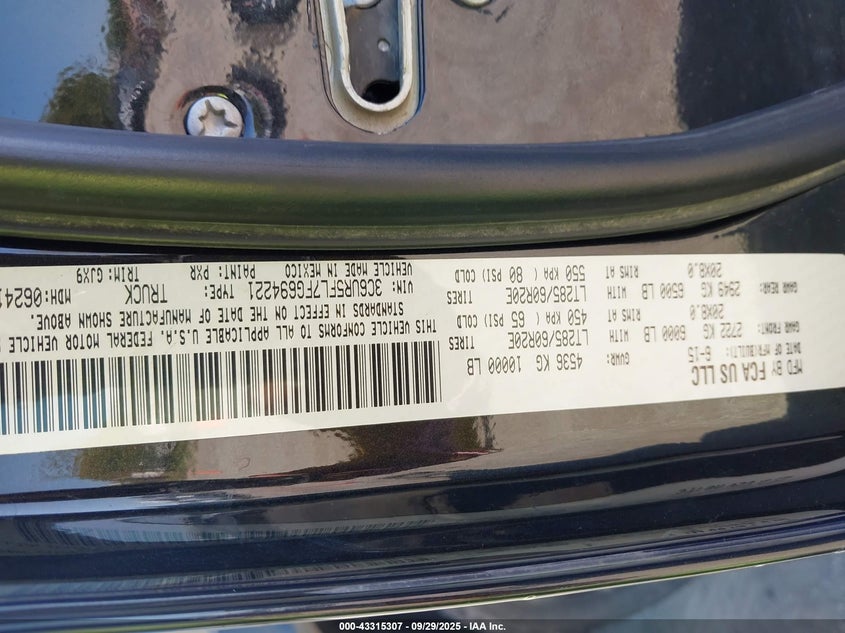 MFD BY FCA US LLC
DATE OF MFR(BUILT): 6-15
GVWR:
4536 KG 10000 LB
GAWR FRONT: WITH TIRES
2722 KG 6000 LB LT285/60R20E
RIMS AT
20X8.0 450 KPA ( 65 PSI) COLD
GAWR REAR: WITH TIRES
2949 KG 6500 LB LT285/60R20E
RIMS AT
20X8.0 550 KPA ( 80 PSI) COLD
THIS VEHICLE CONFORMS TO ALL APPLICABLE U.S.A. FEDERAL MOTOR VEHICLE
STANDARDS IN EFFECT ON THE DATE OF MANUFACTURE SHOWN ABOVE.
VIN: 3C6UR5FL7FG694221 TYPE: TRUCK MDH:06241
VEHICLE MADE IN MEXICO PAINT: PXR TRIM: GJX9
000-43315307 - 09/29/2025 - IAA Inc.